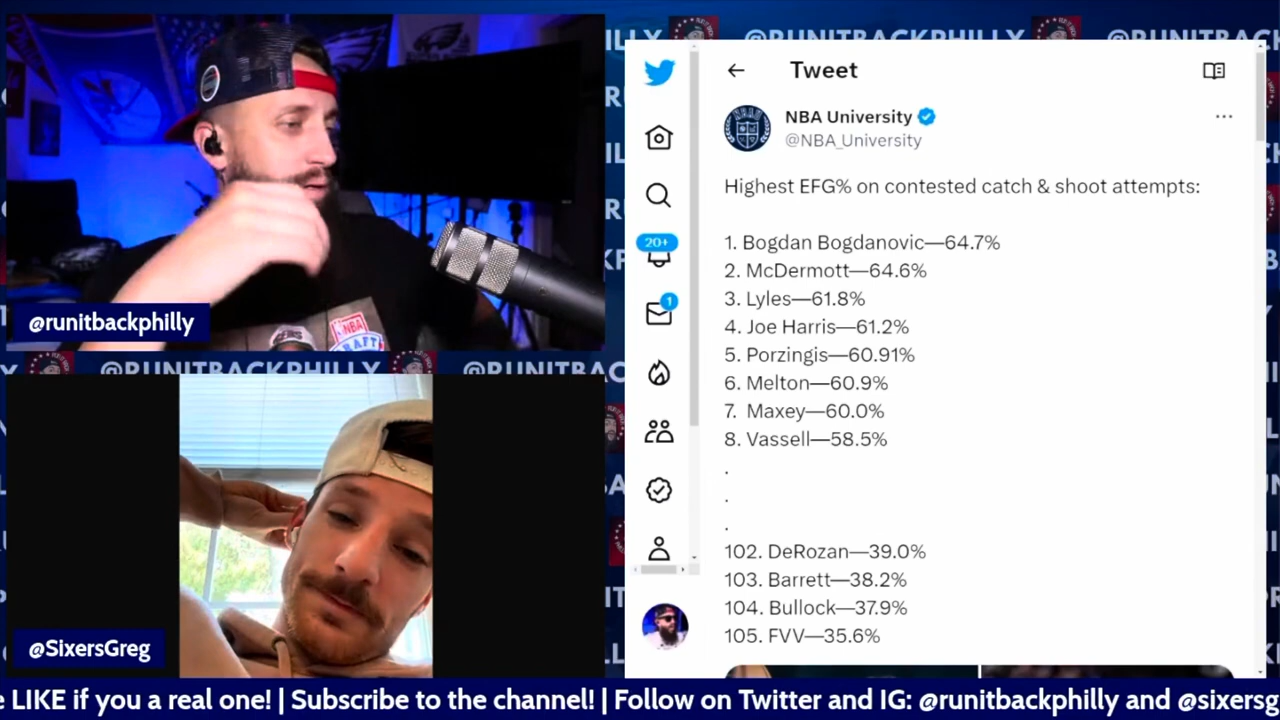 @RUNITBACKPHILLY
@RUNITBACK
Tweet
NBA University
@NBA_University
Highest EFG% on contested catch & shoot attempts:
1. Bogdan Bogdanovic—64.7%
2. McDermott—64.6%
3. Lyles—61.8%
4. Joe Harris—61.2%
5. Porzingis—60.91%
6. Melton—60.9%
7. Maxey—60.0%
8. Vassell—58.5%
.
.
.
102. DeRozan—39.0%
103. Barrett—38.2%
104. Bullock—37.9%
105. FVV—35.6%
20+
1
NBA
@runitbackphilly
@RUNITBACKPHILLY
@RUNITBAC
@SixersGreg
e LIKE if you a real one! | Subscribe to the channel! | Follow on Twitter and IG: @runitbackphilly and @sixersg